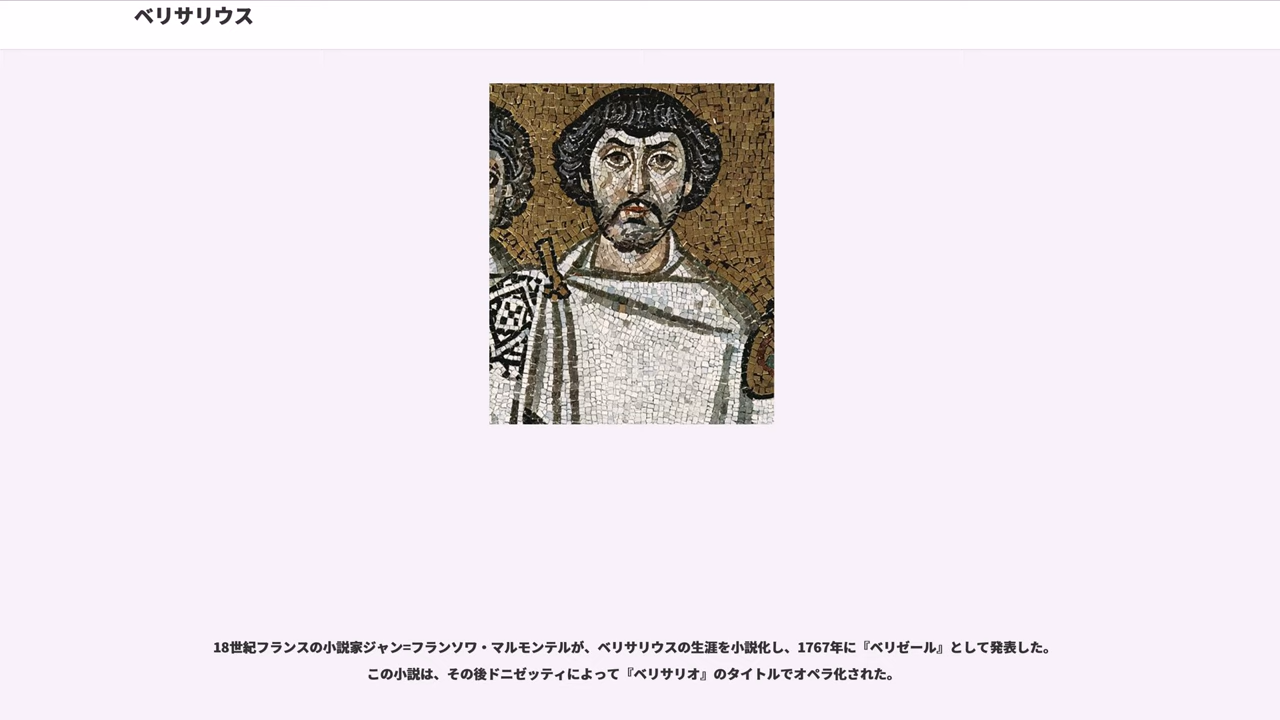 ベリサリウス
18世紀フランスの小説家ジャン=フランソワ・マルモンテルが、ベリサリウスの生涯を小説化し、1767年に『ベリゼール』として発表した。
この小説は、その後ドニゼッティによって『ベリサリオ』のタイトルでオペラ化された。